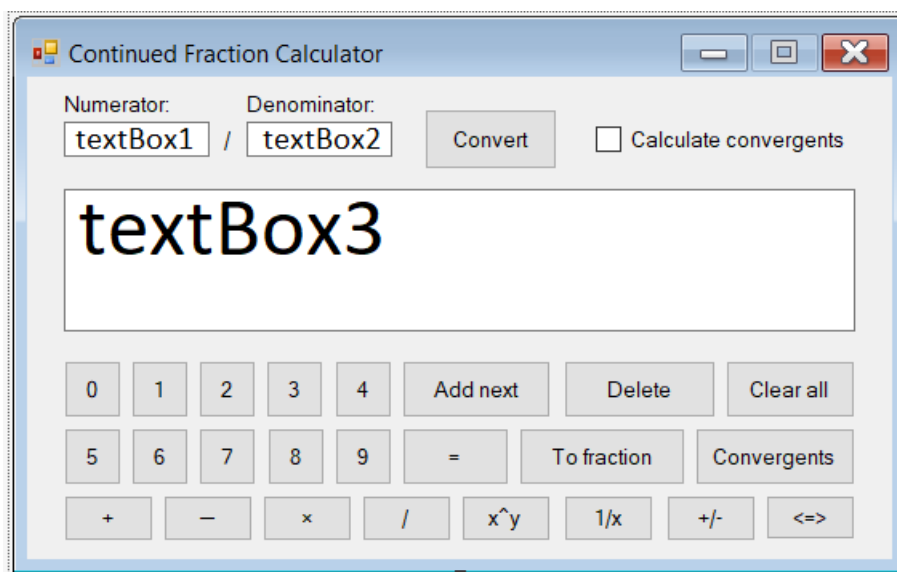 Continued Fraction Calculator
Numerator: Denominator:
textBox1 / textBox2 Convert Calculate convergents
textBox3
0 1 2 3 4 Add next Delete Clear all
5 6 7 8 9 = To fraction Convergents
+ — × / x^y 1/x +/- <=>